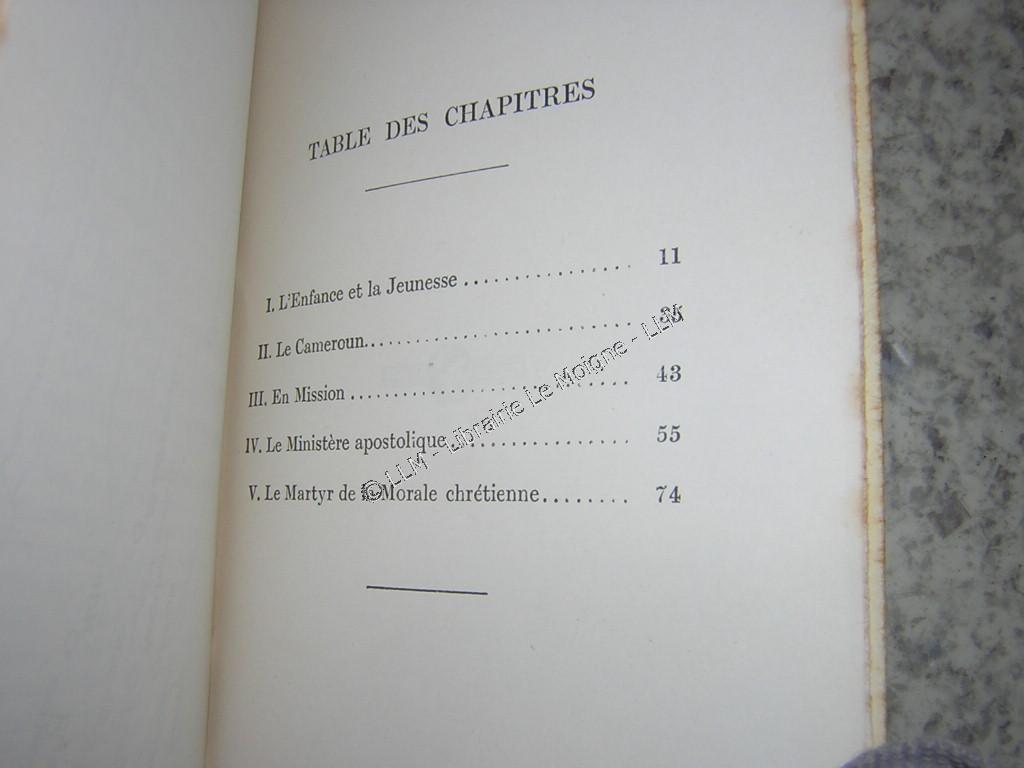 TABLE DES CHAPITRES
I. L'Enfance et la Jeunesse .............. 11
II. Le Cameroun...........................
III. En Mission ........................... 43
IV. Le Ministère apostolique.................. 55
V. Le Martyr de la Morale chrétienne........ 74
© LLM - Librairie Le Moigne - LLM